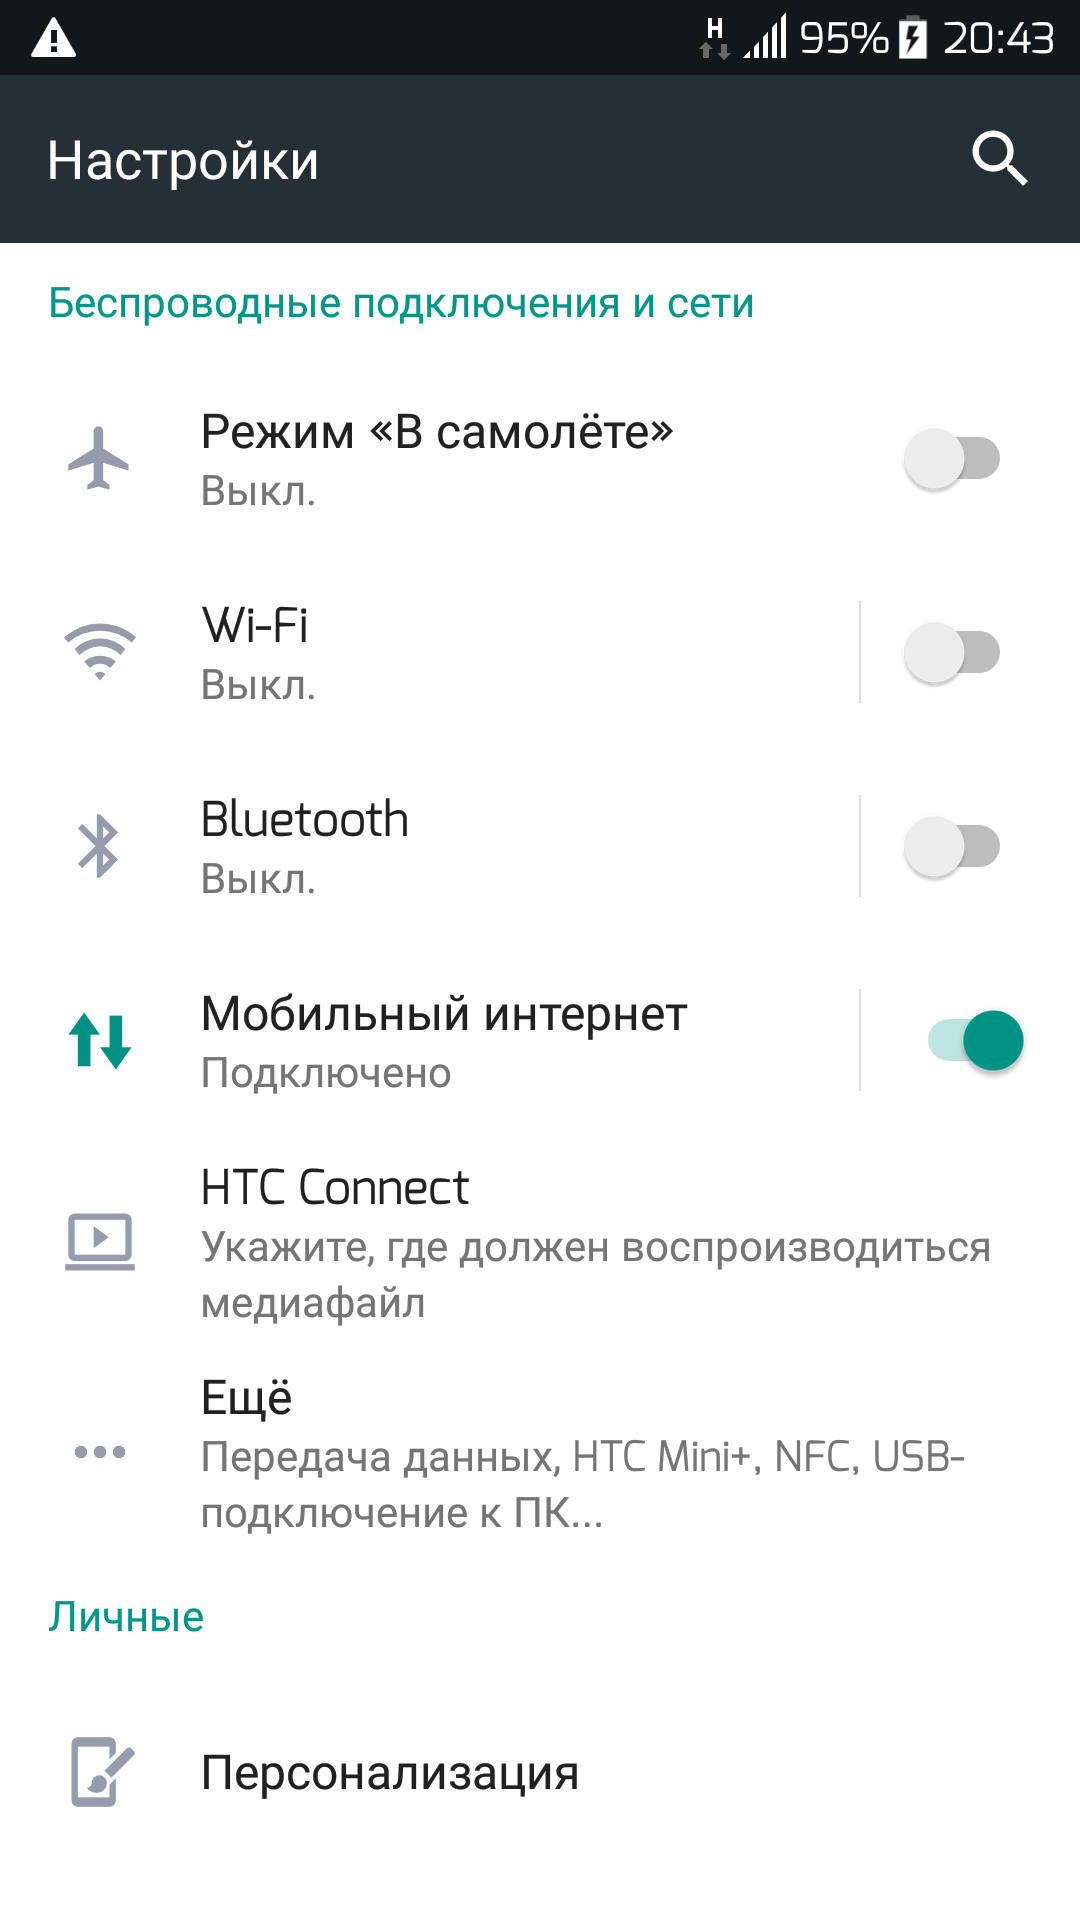 H 95% 20:43
Настройки
Беспроводные подключения и сети
Режим «В самолёте»
Выкл.
Wi-Fi
Выкл.
Bluetooth
Выкл.
Мобильный интернет
Подключено
HTC Connect
Укажите, где должен воспроизводиться
медиафайл
Ещё
Передача данных, HTC Mini+, NFC, USB-
подключение к ПК...
Личные
Персонализация